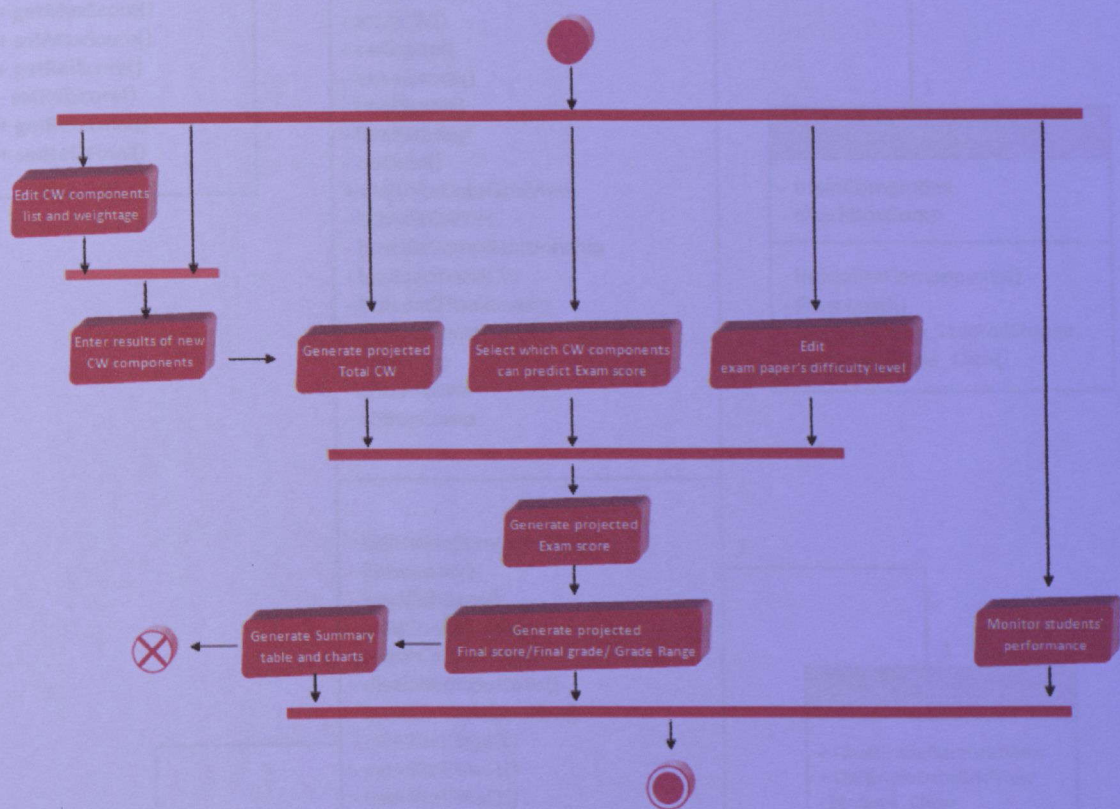 Edit CW components
list and weightage
Enter results of new
CW components
Generate projected
Total CW
Select which CW components
can predict Exam score
Edit
exam paper's difficulty level
Generate projected
Exam score
Generate Summary
table and charts
Generate projected
Final score/Final grade/ Grade Range
Monitor students'
performance